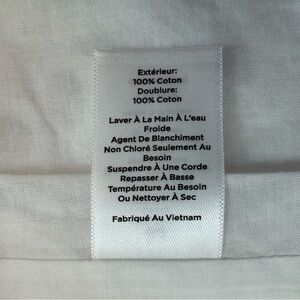 Extérieur:
100% Coton
Doublure:
100% Coton
Laver À La Main À L'eau
Froide
Agent De Blanchiment
Non Chloré Seulement Au
Besoin
Suspendre À Une Corde
Repasser À Basse
Température Au Besoin
Ou Nettoyer À Sec
Fabriqué Au Vietnam